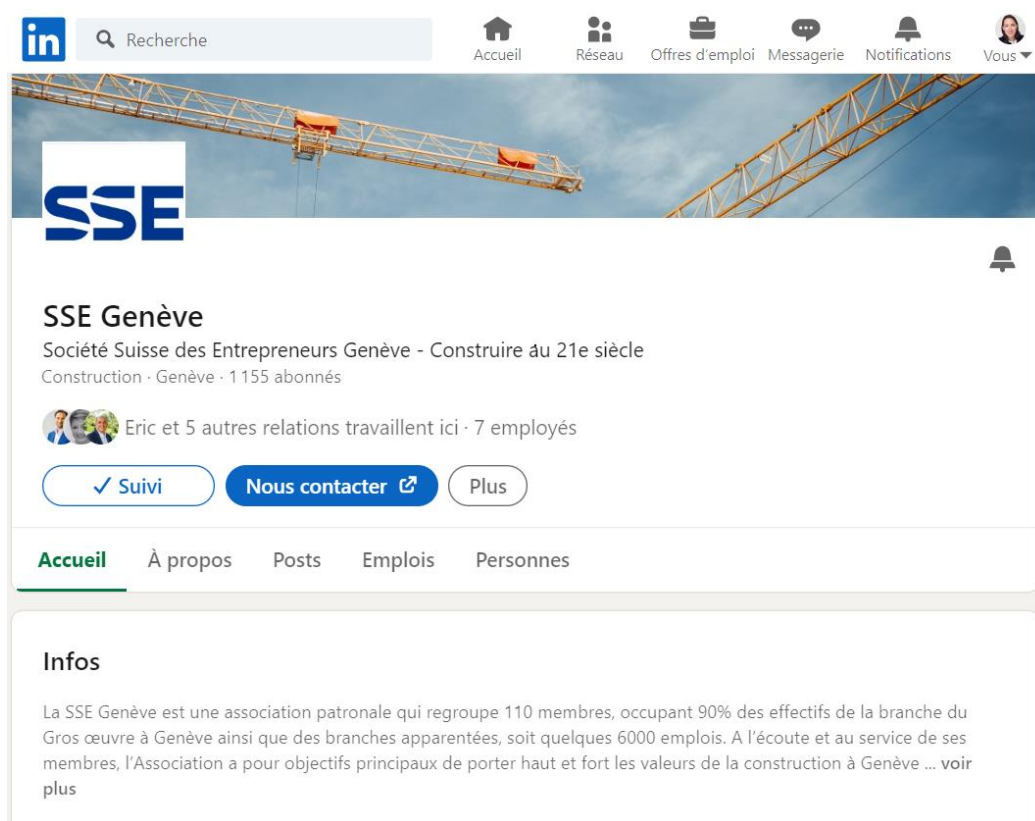 in Recherche
Accueil Réseau Offres d'emploi Messagerie Notifications Vous
SSE
SSE Genève
Société Suisse des Entrepreneurs Genève - Construire au 21e siècle
Construction · Genève · 1 155 abonnés
Eric et 5 autres relations travaillent ici · 7 employés
Suivi Nous contacter Plus
Accueil À propos Posts Emplois Personnes
Infos
La SSE Genève est une association patronale qui regroupe 110 membres, occupant 90% des effectifs de la branche du
Gros œuvre à Genève ainsi que des branches apparentées, soit quelques 6000 emplois. A l'écoute et au service de ses
membres, l'Association a pour objectifs principaux de porter haut et fort les valeurs de la construction à Genève ... voir
plus